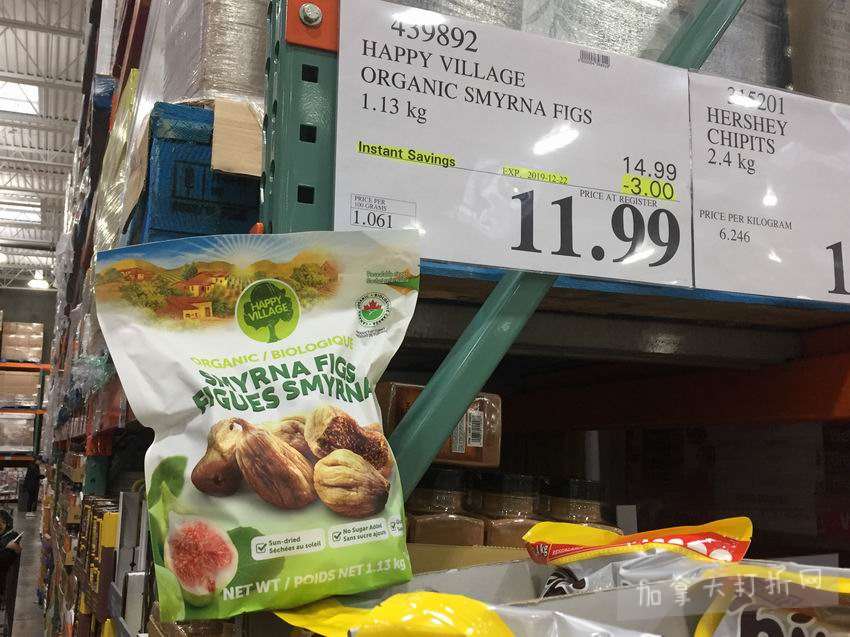 439892
HAPPY VILLAGE
ORGANIC SMYRNA FIGS
1.13 kg
Instant Savings
EXP. 2019-12-22
14.99
-3.00
PRICE PER
100 GRAMS
1.061
PRICE AT REGISTER
11.99
215201
HERSHEY
CHIPITS
2.4 kg
PRICE PER KILOGRAM
6.246
1
HAPPY
VILLAGE
ORGANIC / BIOLOGIQUE
SMYRNA FIGS
FIGUES SMYRNA
Sun-dried
Séchées au soleil
No Sugar Added
Sans sucre ajouté
NET WT / POIDS NET 1.13 kg
加拿大打折网